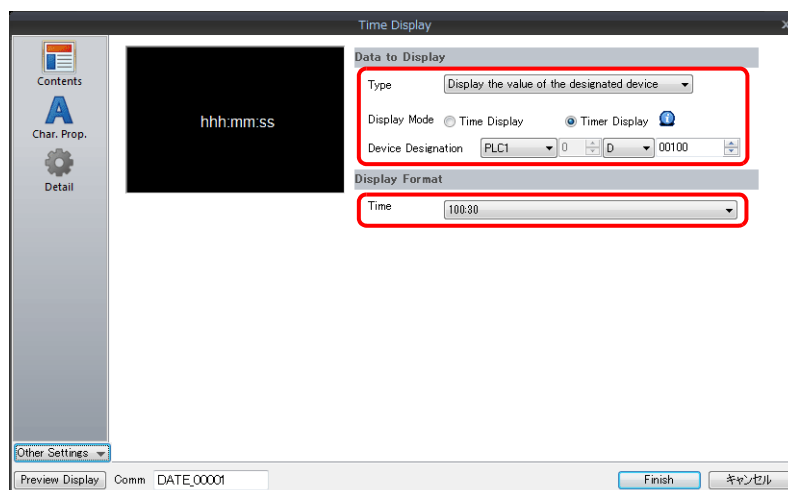 Time Display
Contents
Char. Prop.
Detail
hhh:mm:ss
Data to Display
Type Display the value of the designated device
Display Mode Time Display Timer Display
Device Designation PLC1 0 D 00100
Display Format
Time 100:30
Other Settings
Preview Display Comm DATE_00001 Finish キャンセル